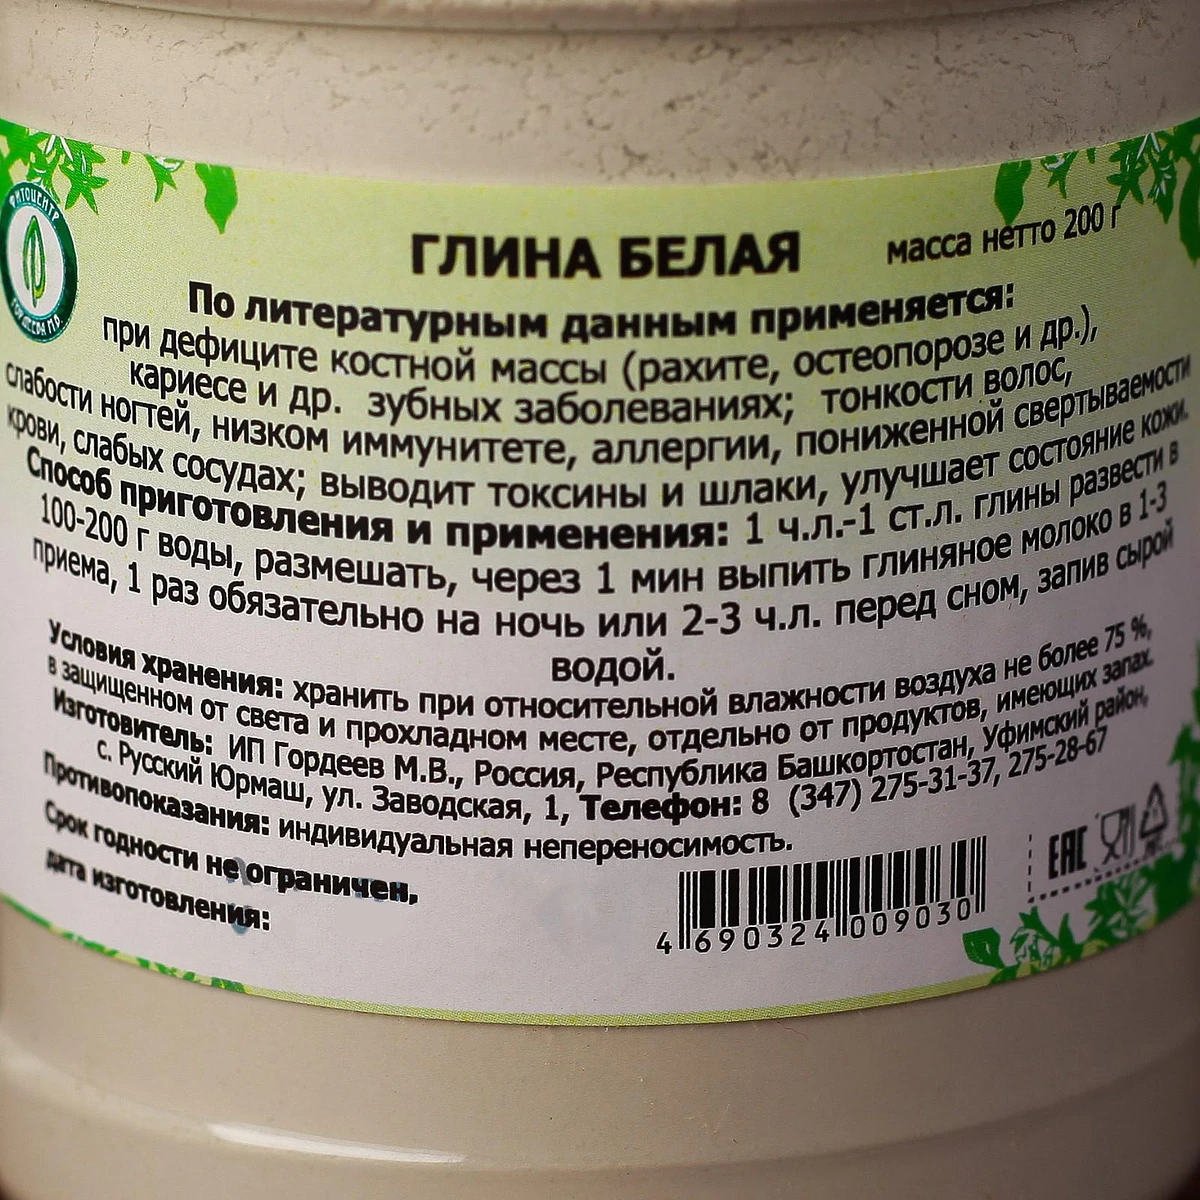 ФИТОЦЕНТР
ГОРДЕЕВА М.В.
ГЛИНА БЕЛАЯ
масса нетто 200 г
По литературным данным применяется:
при дефиците костной массы (рахите, остеопорозе и др.),
кариесе и др. зубных заболеваниях; тонкости волос,
слабости ногтей, низком иммунитете, аллергии, пониженной свертываемости
крови, слабых сосудах; выводит токсины и шлаки, улучшает состояние кожи.
Способ приготовления и применения: 1 ч.л.-1 ст.л. глины развести в
100-200 г воды, размешать, через 1 мин выпить глиняное молоко в 1-3
приема, 1 раз обязательно на ночь или 2-3 ч.л. перед сном, запив сырой
водой.
Условия хранения: хранить при относительной влажности воздуха не более 75 %,
в защищенном от света и прохладном месте, отдельно от продуктов, имеющих запах.
Изготовитель: ИП Гордеев М.В., Россия, Республика Башкортостан, Уфимский район,
с. Русский Юрмаш, ул. Заводская, 1, Телефон: 8 (347) 275-31-37, 275-28-67
Противопоказания: индивидуальная непереносимость.
Срок годности не ограничен,
дата изготовления:
4 690324 009030
EAC